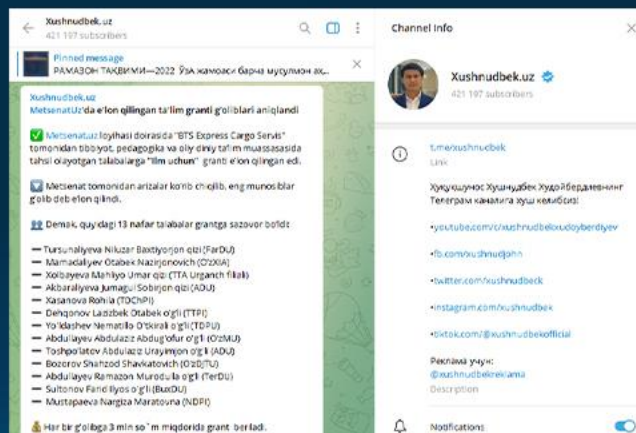 Xushnudbek.uz
421 197 subscribers
Pinned message
РАМАЗОН ТАҚВИМИ—2022 Ўза жамоаси барча мусулмон ах...
Xushnudbek.uz
MetsenatUz'da e'lon qilingan ta'lim granti g'oliblari aniqlandi
Metsenat.uz loyihasi doirasida "BTS Express Cargo Servis"
tomonidan tibbiyot, pedagogika va oliy diniy ta'lim muassasasida
tahsil olayotgan talabalarga "Ilm uchun" granti e'lon qilingan edi.
Metsenat tomonidan arizalar ko'rib chiqilib, eng munosiblar
g'olib deb e'lon qilindi.
Demak, quyidagi 13 nafar talabalar grantga sazovor bo'ldi:
— Tursunaliyeva Niluzar Baxtiyorjon qizi (FarDU)
— Mamadaliyev Otabek Nazirjonovich (O'zXIA)
— Xolbayeva Mahliyo Umar qizi (TTA Urganch filiali)
— Akbaraliyeva Jumagul Sobirjon qizi (ADU)
— Xasanova Rohila (TDChPI)
— Dehqonov Lazizbek Otabek o'g'li (TTPI)
— Yo'ldashev Nematillo O'tkirali o'g'li (TDPU)
— Abdullayev Abdulaziz Abdug'ofur o'g'li (O'zMU)
— Toshpo'latov Abdulaziz Urayimjon o'g'li (ADU)
— Bozorov Shahzod Shavkatovich (O'zDJTU)
— Abdullayev Ramazon Murodulla o'g'li (TerDU)
— Sultonov Farid Ilyos o'g'li (BuxDU)
— Mustapaeva Nargiza Maratovna (NDPI)
Har bir g'olibga 3 mln so`m miqdorida grant beriladi.
Channel Info
Xushnudbek.uz
421 197 subscribers
t.me/xushnudbek
Link
Ҳуқуқшунос Хушнудбек Худойбердиевнинг
Телеграм каналига хуш келибсиз!
•youtube.com/c/xushnudbekxudoyberdiyev
•fb.com/xushnudjohn
•twitter.com/xushnudbeck
•instagram.com/xushnudbek
•tiktok.com/@xushnudbekofficial
Реклама учун:
@xushnudbekreklama
Description
Notifications